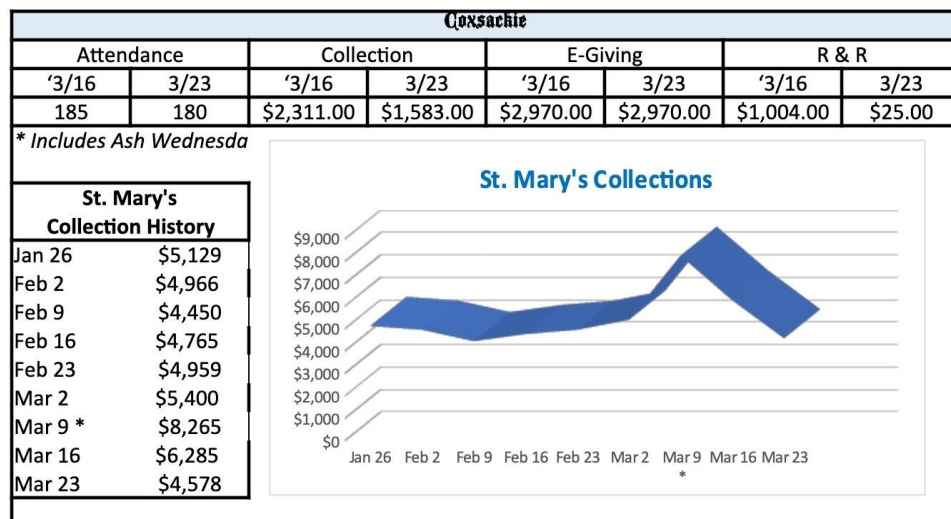 Coxsackie
Attendance Collection E-Giving R & R
‘3/16 3/23 ‘3/16 3/23 ‘3/16 3/23 ‘3/16 3/23
185 180 $2,311.00 $1,583.00 $2,970.00 $2,970.00 $1,004.00 $25.00
* Includes Ash Wednesda
St. Mary's
Collection History
Jan 26 $5,129
Feb 2 $4,966
Feb 9 $4,450
Feb 16 $4,765
Feb 23 $4,959
Mar 2 $5,400
Mar 9 * $8,265
Mar 16 $6,285
Mar 23 $4,578
St. Mary's Collections
$9,000
$8,000
$7,000
$6,000
$5,000
$4,000
$3,000
$2,000
$1,000
$0
Jan 26 Feb 2 Feb 9 Feb 16 Feb 23 Mar 2 Mar 9 Mar 16 Mar 23
*